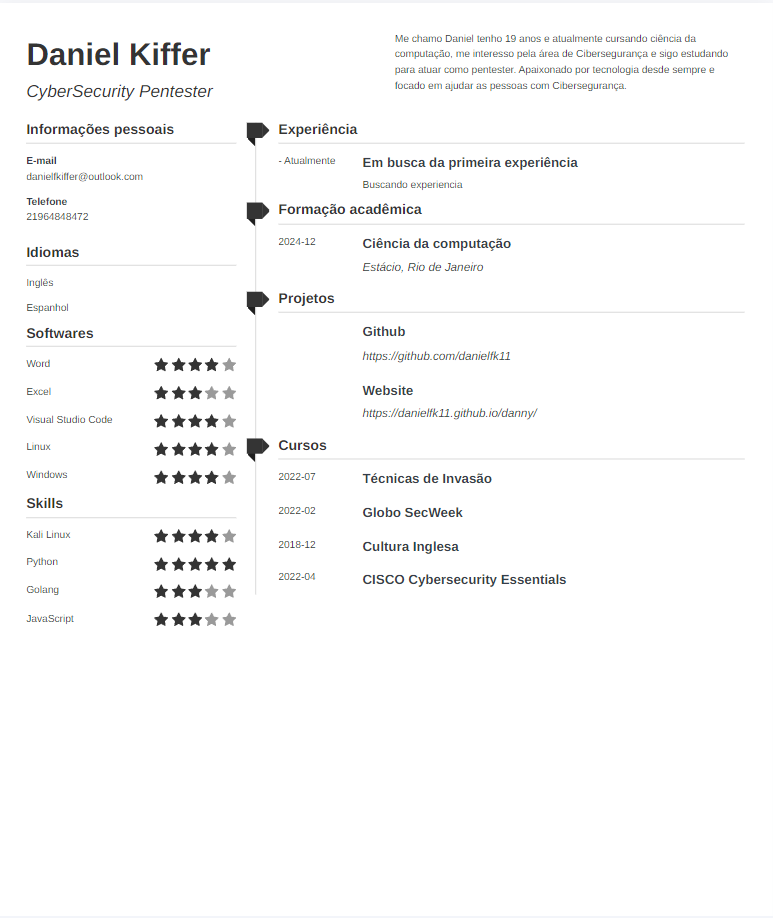 Daniel Kiffer
CyberSecurity Pentester
Me chamo Daniel tenho 19 anos e atualmente cursando ciência da
computação, me interesso pela área de Cibersegurança e sigo estudando
para atuar como pentester. Apaixonado por tecnologia desde sempre e
focado em ajudar as pessoas com Cibersegurança.
Informações pessoais
E-mail
danielfkiffer@outlook.com
Telefone
21964848472
Idiomas
Inglês
Espanhol
Softwares
Word
Excel
Visual Studio Code
Linux
Windows
Skills
Kali Linux
Python
Golang
JavaScript
Experiência
- Atualmente Em busca da primeira experiência
Buscando experiencia
Formação acadêmica
2024-12 Ciência da computação
Estácio, Rio de Janeiro
Projetos
Github
https://github.com/danielfk11
Website
https://danielfk11.github.io/danny/
Cursos
2022-07 Técnicas de Invasão
2022-02 Globo SecWeek
2018-12 Cultura Inglesa
2022-04 CISCO Cybersecurity Essentials